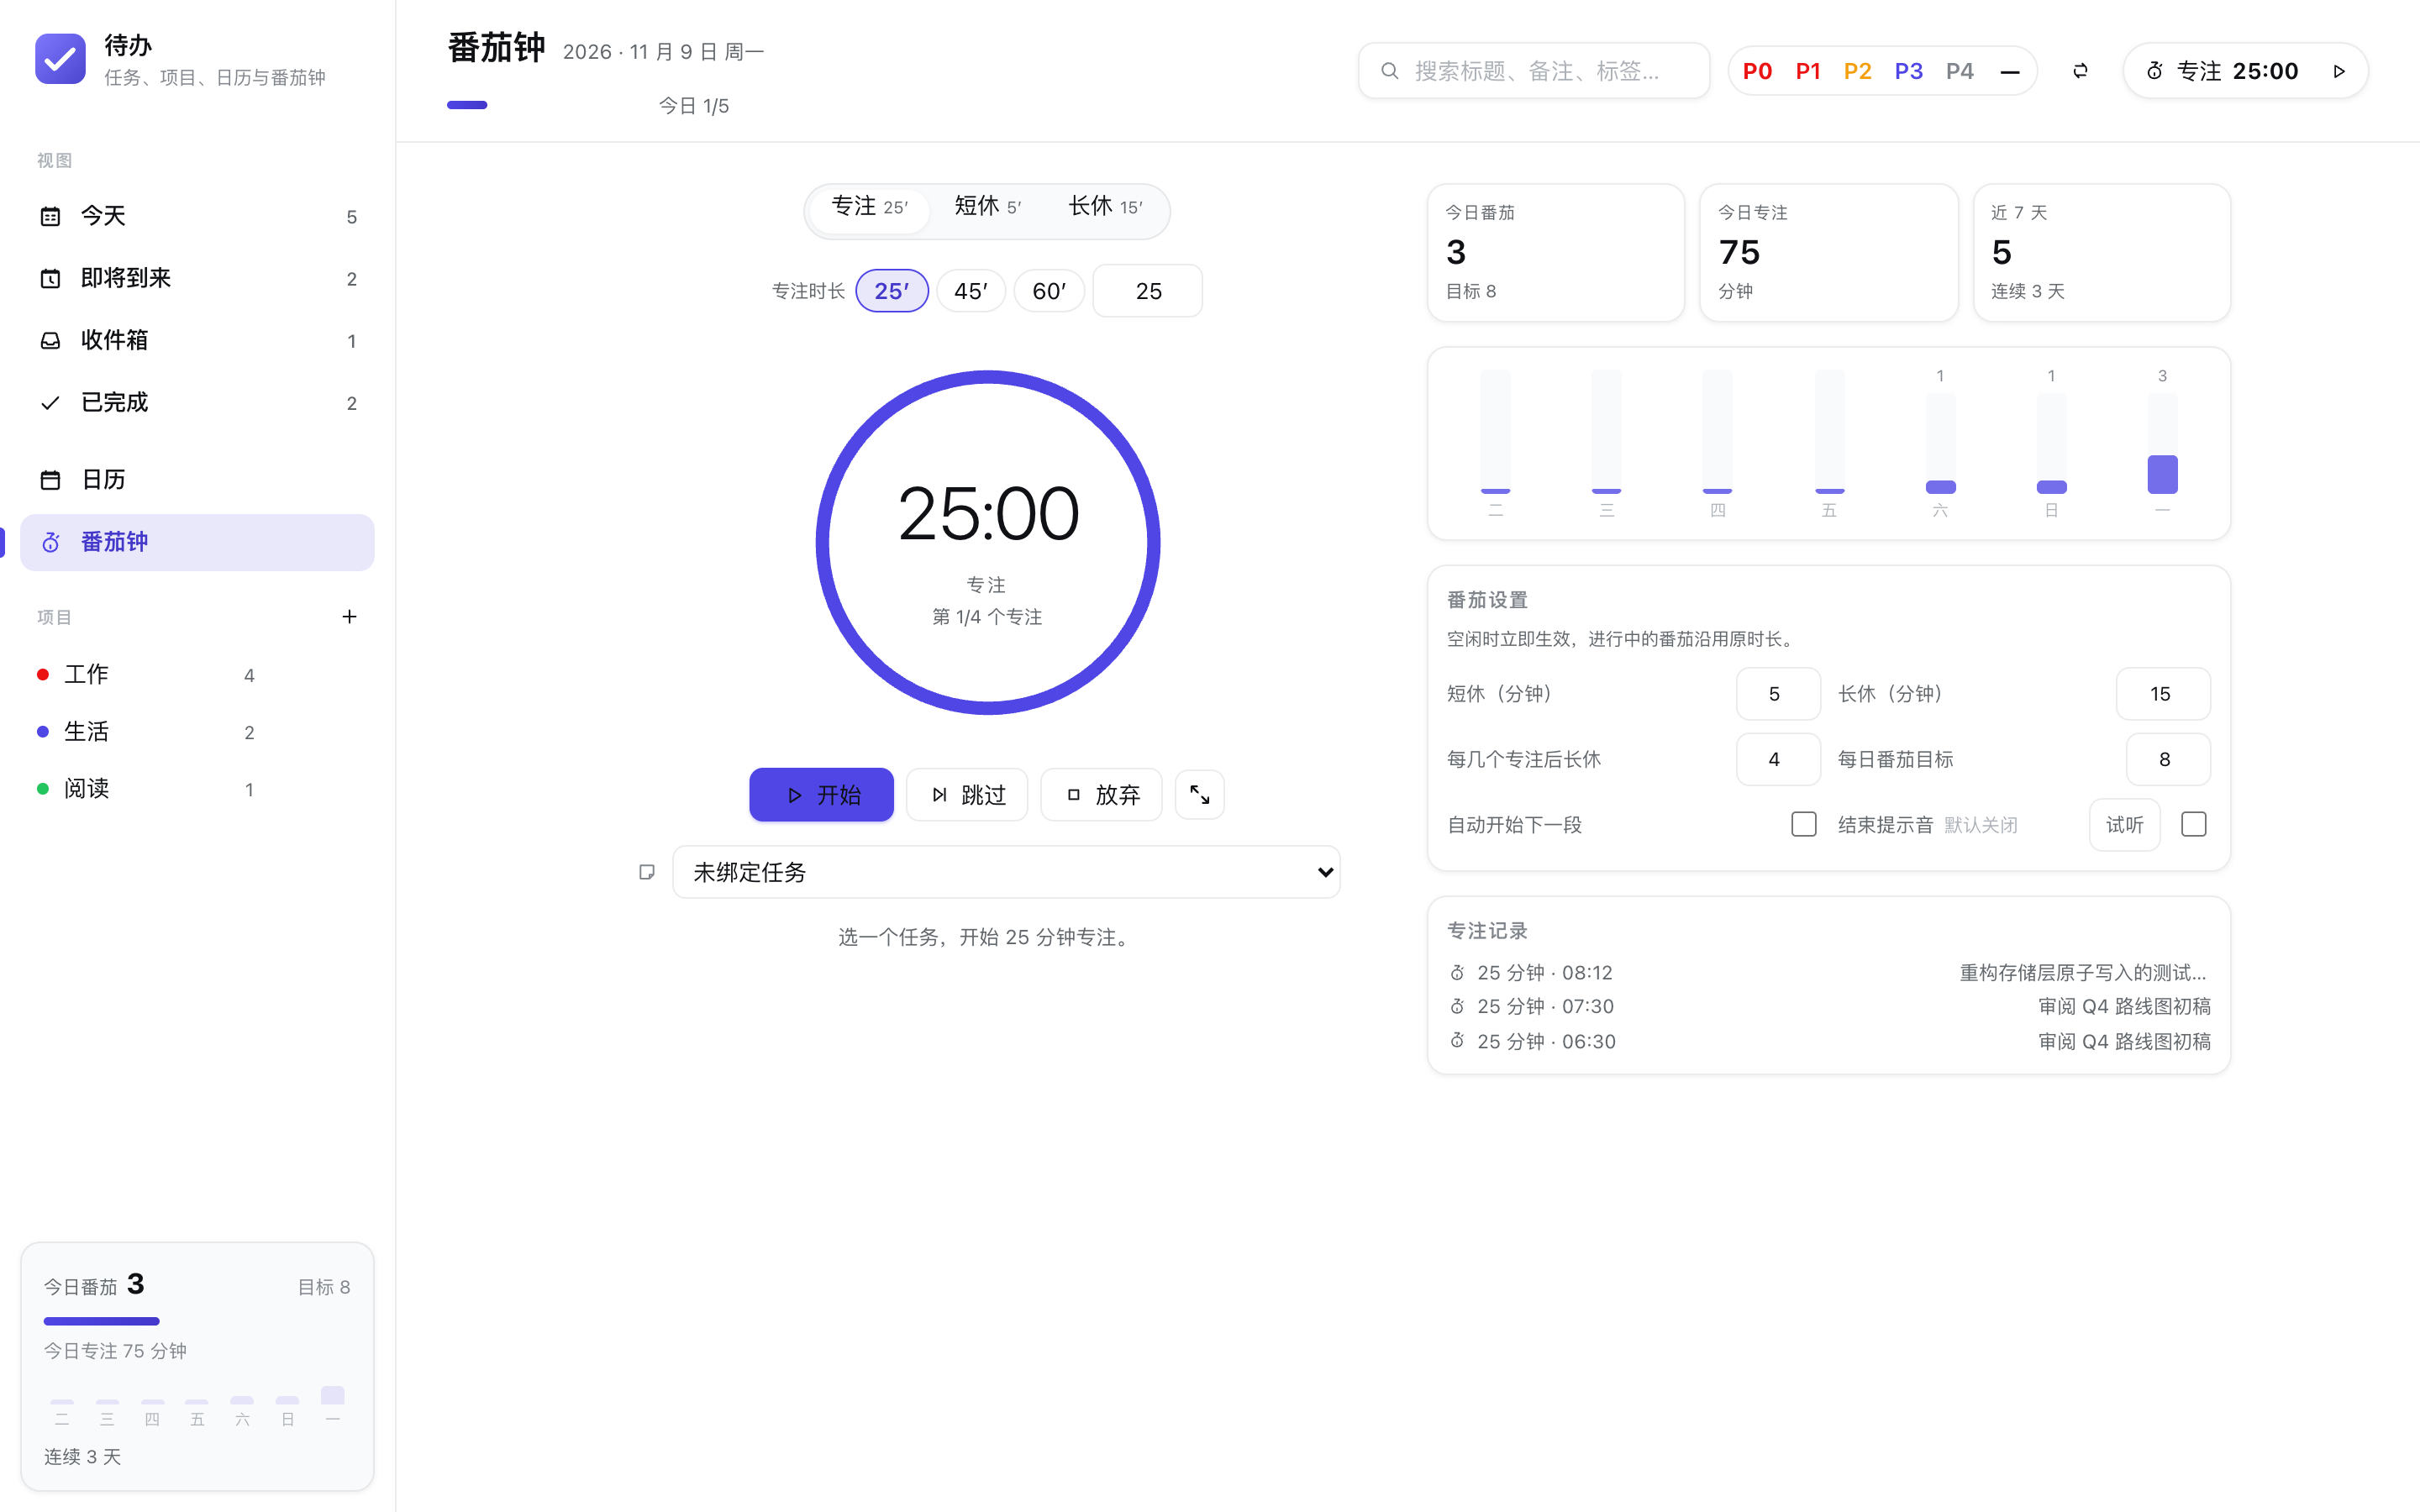 待办
任务、项目、日历与番茄钟
视图
今天 5
即将到来 2
收件箱 1
已完成 2
日历
番茄钟
项目
工作 4
生活 2
阅读 1
今日番茄 3 目标 8
今日专注 75 分钟
二 三 四 五 六 日 一
连续 3 天
番茄钟 2026 · 11 月 9 日 周一
今日 1/5
搜索标题、备注、标签...
P0 P1 P2 P3 P4 —
专注 25:00
专注 25′ 短休 5′ 长休 15′
专注时长 25′ 45′ 60′ 25
25:00
专注
第 1/4 个专注
开始 跳过 放弃
未绑定任务
选一个任务，开始 25 分钟专注。
今日番茄
3
目标 8
今日专注
75
分钟
近 7 天
5
连续 3 天
1 1 3
二 三 四 五 六 日 一
番茄设置
空闲时立即生效，进行中的番茄沿用原时长。
短休（分钟） 5 长休（分钟） 15
每几个专注后长休 4 每日番茄目标 8
自动开始下一段 结束提示音 默认关闭 试听
专注记录
25 分钟 · 08:12 重构存储层原子写入的测试...
25 分钟 · 07:30 审阅 Q4 路线图初稿
25 分钟 · 06:30 审阅 Q4 路线图初稿